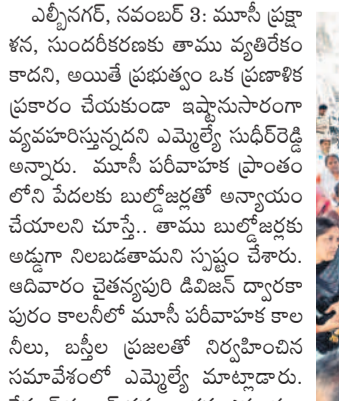 ఎల్బీనగర్, నవంబర్ 3: మూసీ ప్రక్షా
ళన, సుందరీకరణకు తాము వ్యతిరేకం
కాదని, అయితే ప్రభుత్వం ఒక ప్రణాళిక
ప్రకారం చేయకుండా ఇష్టానుసారంగా
వ్యవహరిస్తున్నదని ఎమ్మెల్యే సుధీర్‌రెడ్డి
అన్నారు. మూసీ పరీవాహక ప్రాంతం
లోని పేదలకు బుల్డోజర్లతో అన్యాయం
చేయాలని చూస్తే.. తాము బుల్డోజర్లకు
అడ్డుగా నిలబడతామని స్పష్టం చేశారు.
ఆదివారం చైతన్యపురి డివిజన్ ద్వారకా
పురం కాలనీలో మూసీ పరీవాహక కాల
నీలు, బస్తీల ప్రజలతో నిర్వహించిన
సమావేశంలో ఎమ్మెల్యే మాట్లాడారు.